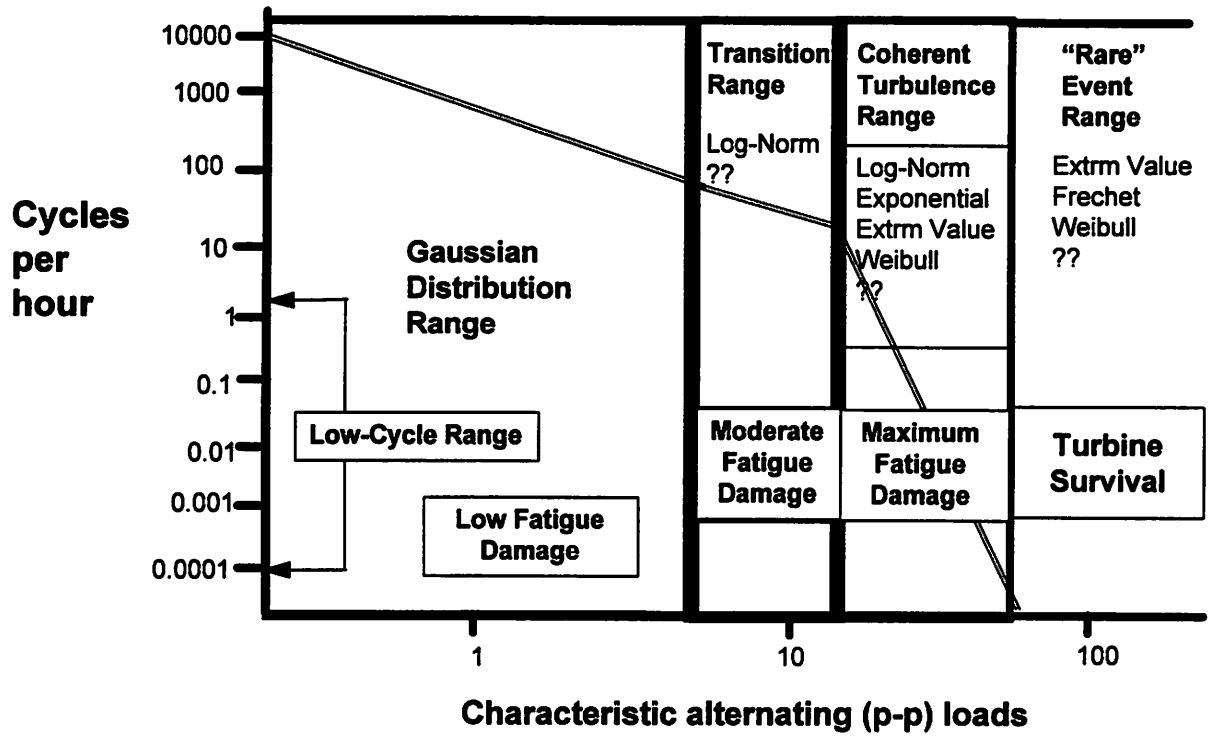 10000
1000
100
10
1
0.1
0.01
0.001
0.0001
Cycles
per
hour
Gaussian
Distribution
Range
Low-Cycle Range
Low Fatigue
Damage
Transition
Range
Log-Norm
??
Moderate
Fatigue
Damage
Coherent
Turbulence
Range
Log-Norm
Exponential
Extrm Value
Weibull
??
Maximum
Fatigue
Damage
“Rare”
Event
Range
Extrm Value
Frechet
Weibull
??
Turbine
Survival
1
10
100
Characteristic alternating (p-p) loads